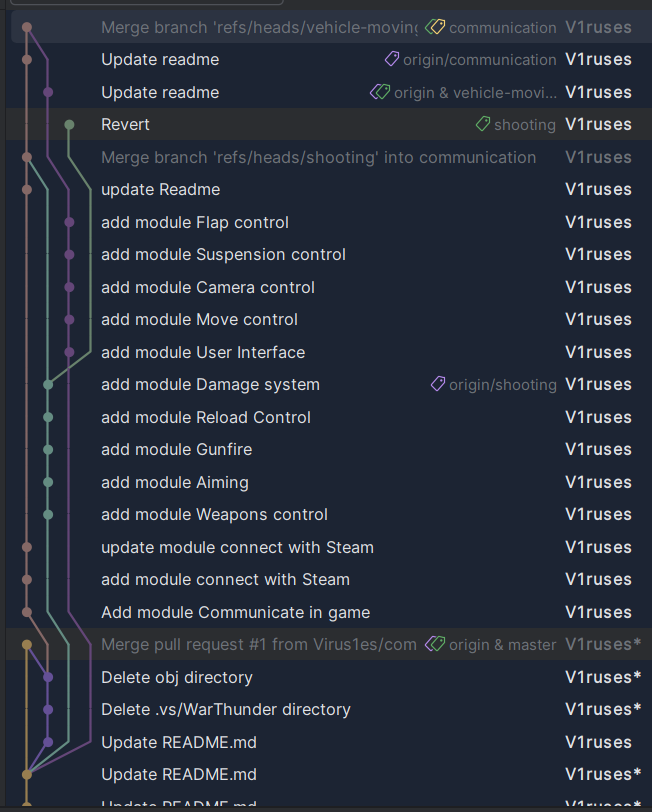 Merge branch 'refs/heads/vehicle-moving communication V1ruses
Update readme origin/communication V1ruses
Update readme origin & vehicle-movi... V1ruses
Revert shooting V1ruses
Merge branch 'refs/heads/shooting' into communication V1ruses
update Readme V1ruses
add module Flap control V1ruses
add module Suspension control V1ruses
add module Camera control V1ruses
add module Move control V1ruses
add module User Interface V1ruses
add module Damage system origin/shooting V1ruses
add module Reload Control V1ruses
add module Gunfire V1ruses
add module Aiming V1ruses
add module Weapons control V1ruses
update module connect with Steam V1ruses
add module connect with Steam V1ruses
Add module Communicate in game V1ruses
Merge pull request #1 from Virus1es/com origin & master V1ruses*
Delete obj directory V1ruses*
Delete .vs/WarThunder directory V1ruses*
Update README.md V1ruses
Update README.md V1ruses*
Update README.md V1ruses*